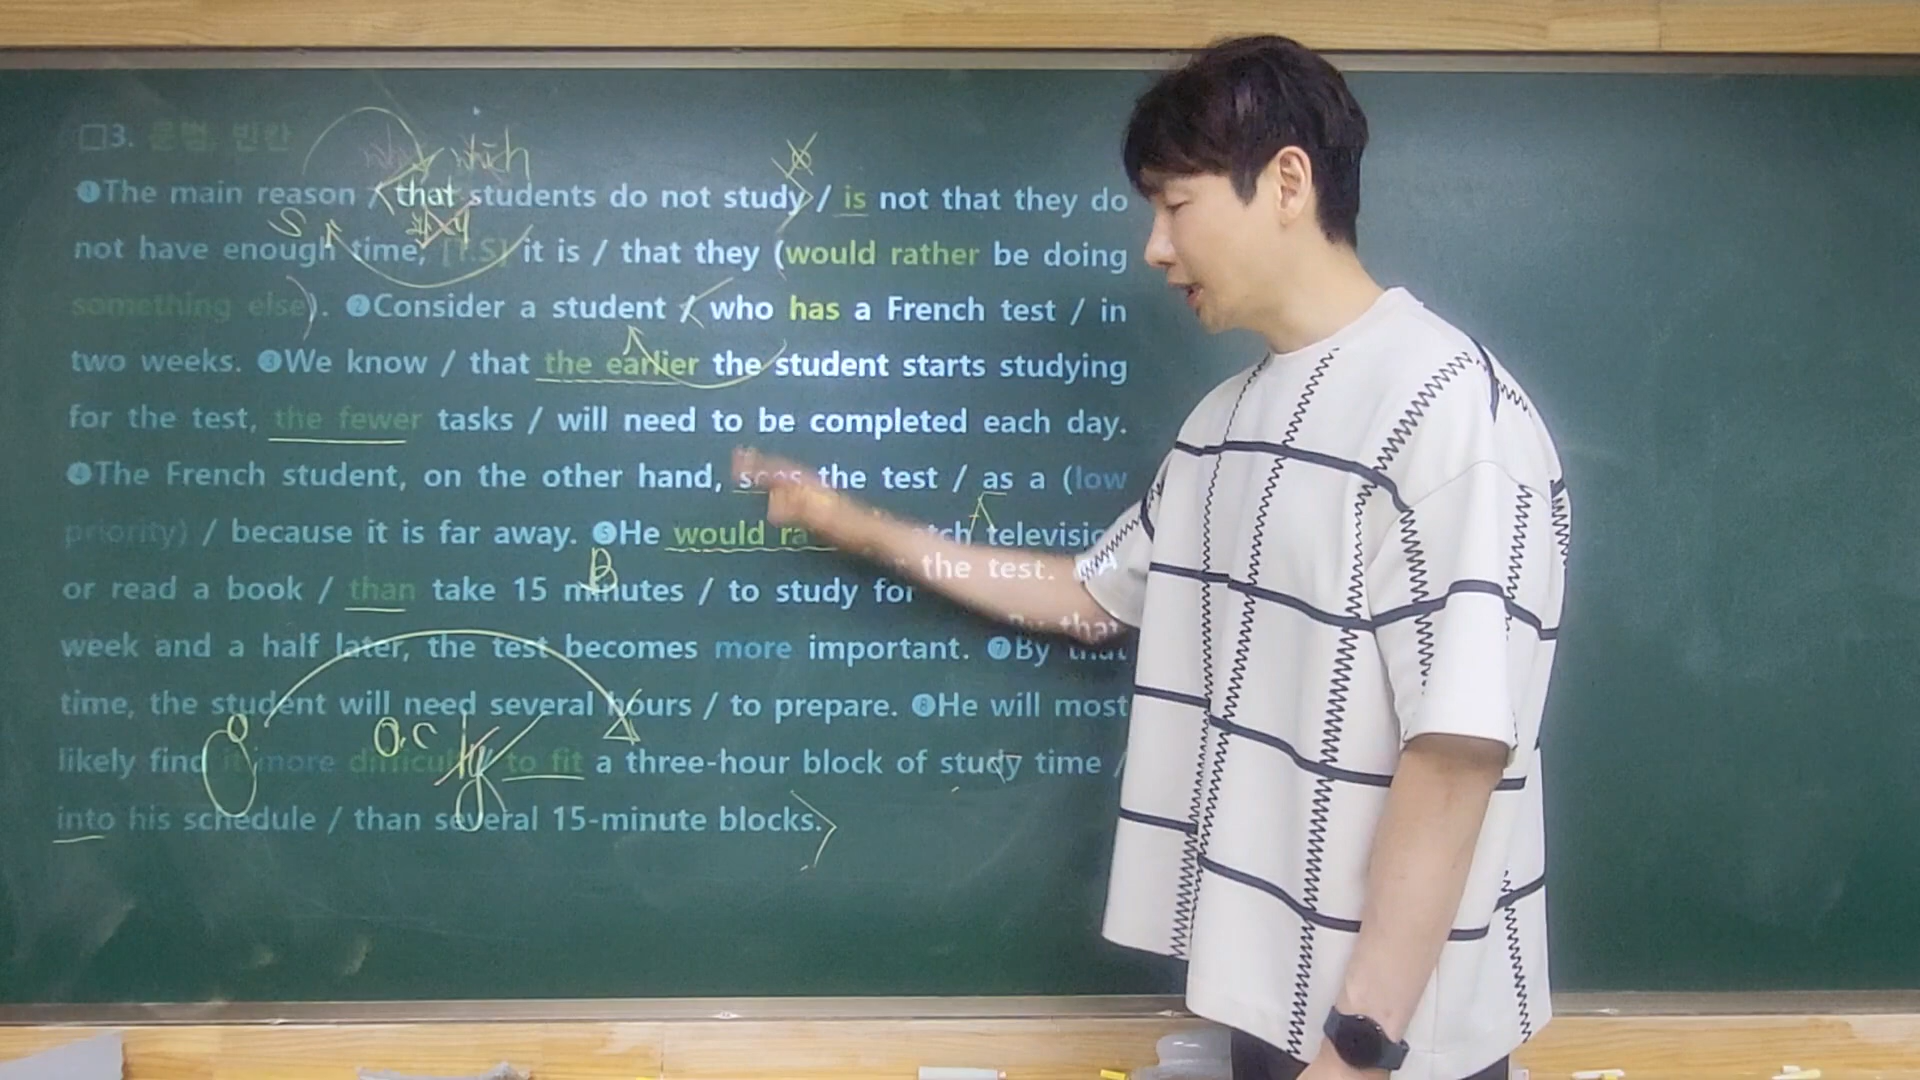 □3. 문법, 빈칸
which
❶The main reason / that students do not study / is not that they do
S
not have enough time, [T.S] it is / that they (would rather be doing
something else). ❷Consider a student / who has a French test / in
two weeks. ❸We know / that the earlier the student starts studying
for the test, the fewer tasks / will need to be completed each day.
❹The French student, on the other hand, sees the test / as a (low
priority) / because it is far away. ❺He would television
B
or read a book / than take 15 minutes / to study for the test.
week and a half later, the test becomes more important. ❼By that
time, the student will need several hours / to prepare. ❽He will most
O.C ly
likely find it more difficult to fit a three-hour block of study time /
into his schedule / than several 15-minute blocks.